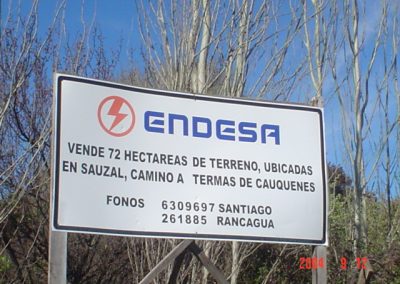 ENDESA
VENDE 72 HECTAREAS DE TERRENO, UBICADAS
EN SAUZAL, CAMINO A TERMAS DE CAUQUENES
FONOS 6309697 SANTIAGO
261885 RANCAGUA